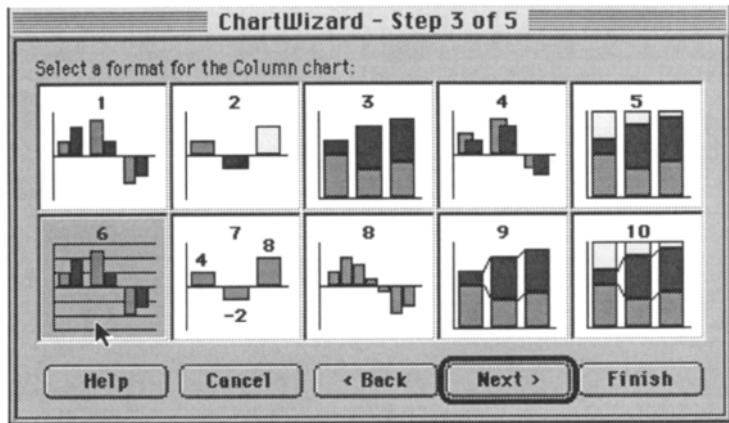 ChartWizard - Step 3 of 5
Select a format for the Column chart:
1 2 3 4 5
6 7 8 9 10
4 8
-2
Help Cancel < Back Next > Finish